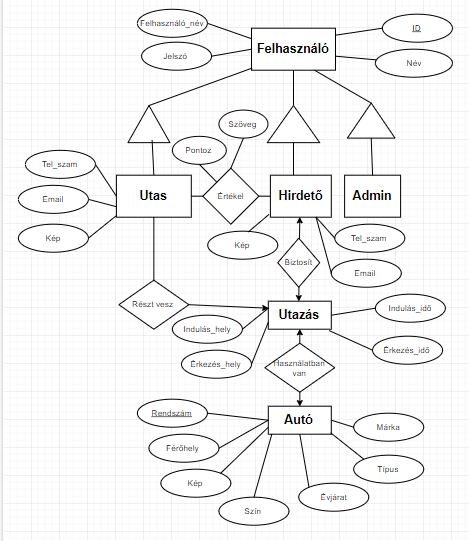 Felhasználó_név
ID
Felhasználó
Jelszó
Név
Szöveg
Pontoz
Tel_szam
Utas
Értékel
Hirdető
Admin
Email
Kép
Kép
Tel_szam
Biztosít
Email
Részt vesz
Indulás_idő
Utazás
Indulás_hely
Érkezés_idő
Érkezés_hely
Használatban
van
Rendszám
Autó
Márka
Férőhely
Típus
Kép
Évjárat
Szín